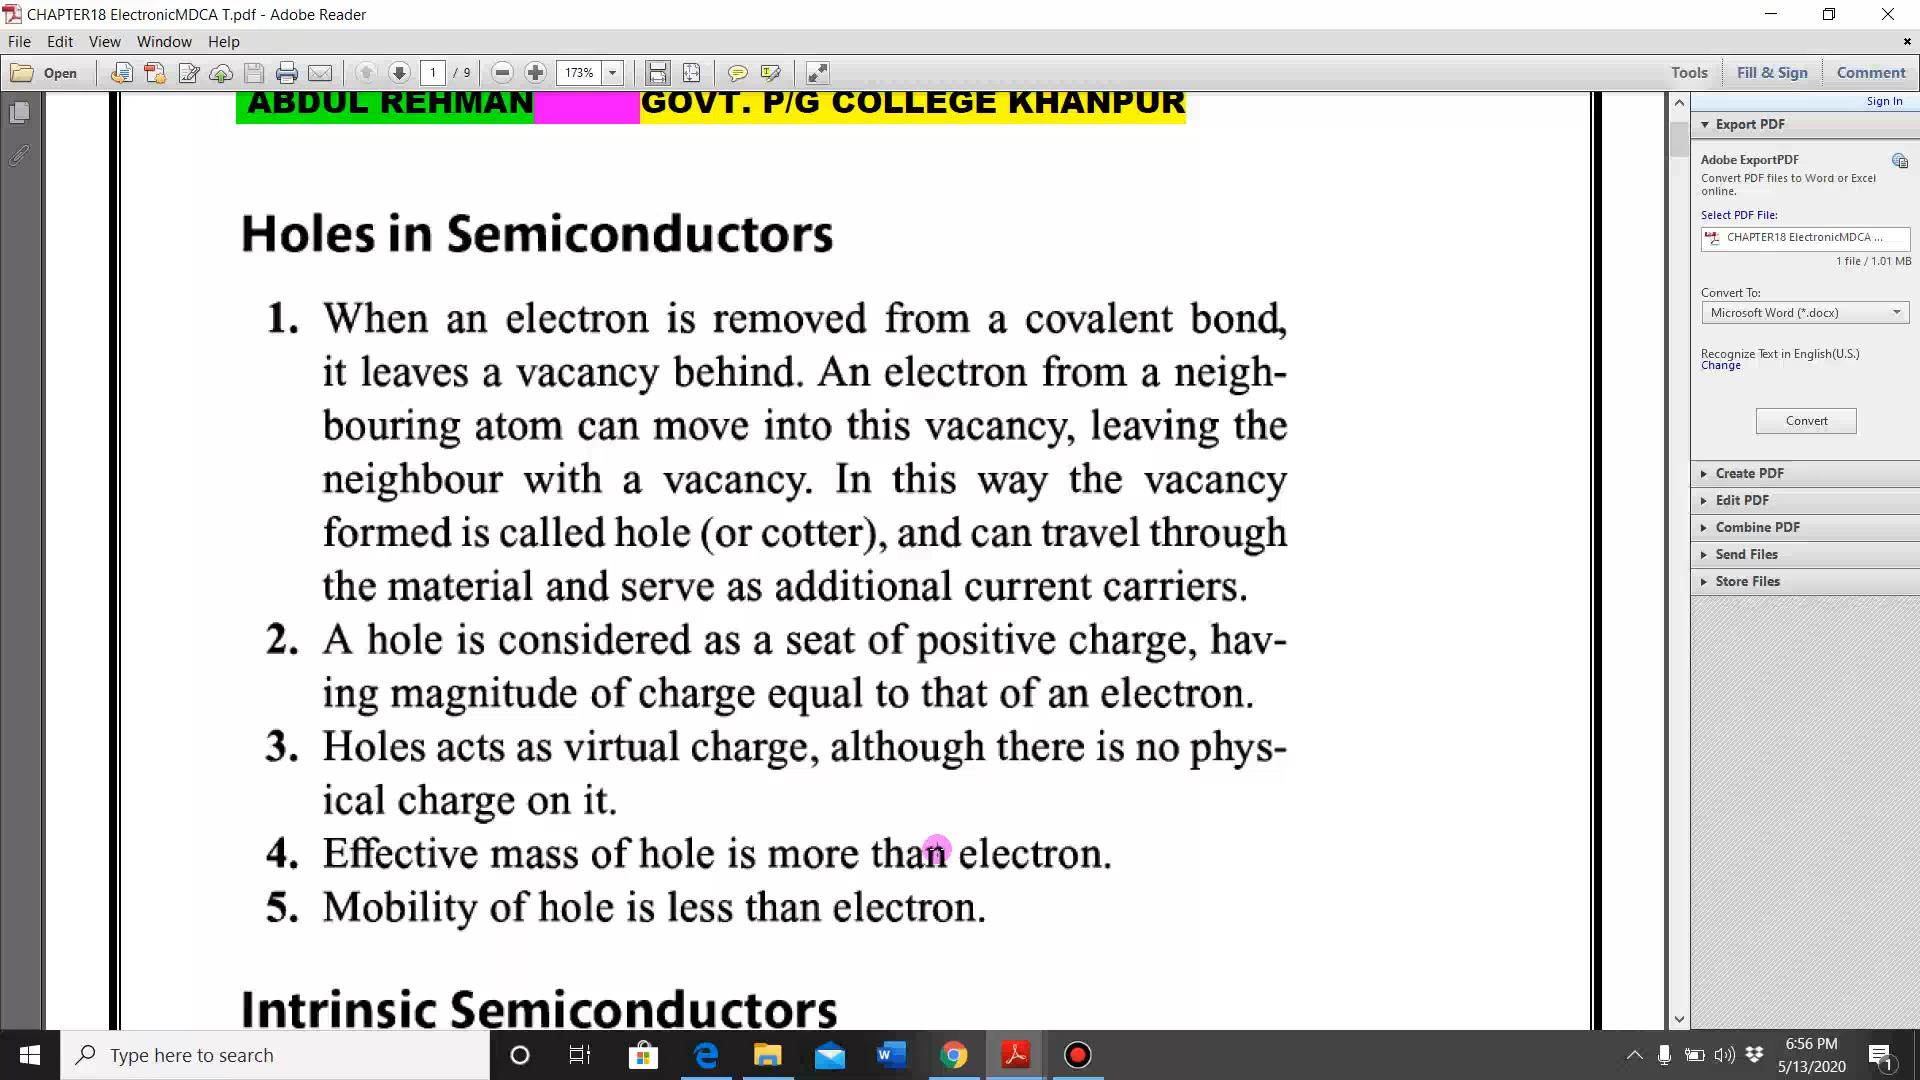 CHAPTER18 ElectronicMDCA T.pdf - Adobe Reader
File Edit View Window Help
Open 1 / 9 173% Tools Fill & Sign Comment
ABDUL REHMAN GOVT. P/G COLLEGE KHANPUR
Holes in Semiconductors
1. When an electron is removed from a covalent bond,
it leaves a vacancy behind. An electron from a neigh-
bouring atom can move into this vacancy, leaving the
neighbour with a vacancy. In this way the vacancy
formed is called hole (or cotter), and can travel through
the material and serve as additional current carriers.
2. A hole is considered as a seat of positive charge, hav-
ing magnitude of charge equal to that of an electron.
3. Holes acts as virtual charge, although there is no phys-
ical charge on it.
4. Effective mass of hole is more than electron.
5. Mobility of hole is less than electron.
Intrinsic Semiconductors
Sign In
Export PDF
Adobe ExportPDF
Convert PDF files to Word or Excel
online.
Select PDF File:
CHAPTER18 ElectronicMDCA ...
1 file / 1.01 MB
Convert To:
Microsoft Word (*.docx)
Recognize Text in English(U.S.)
Change
Convert
Create PDF
Edit PDF
Combine PDF
Send Files
Store Files
Type here to search
6:56 PM
5/13/2020
1